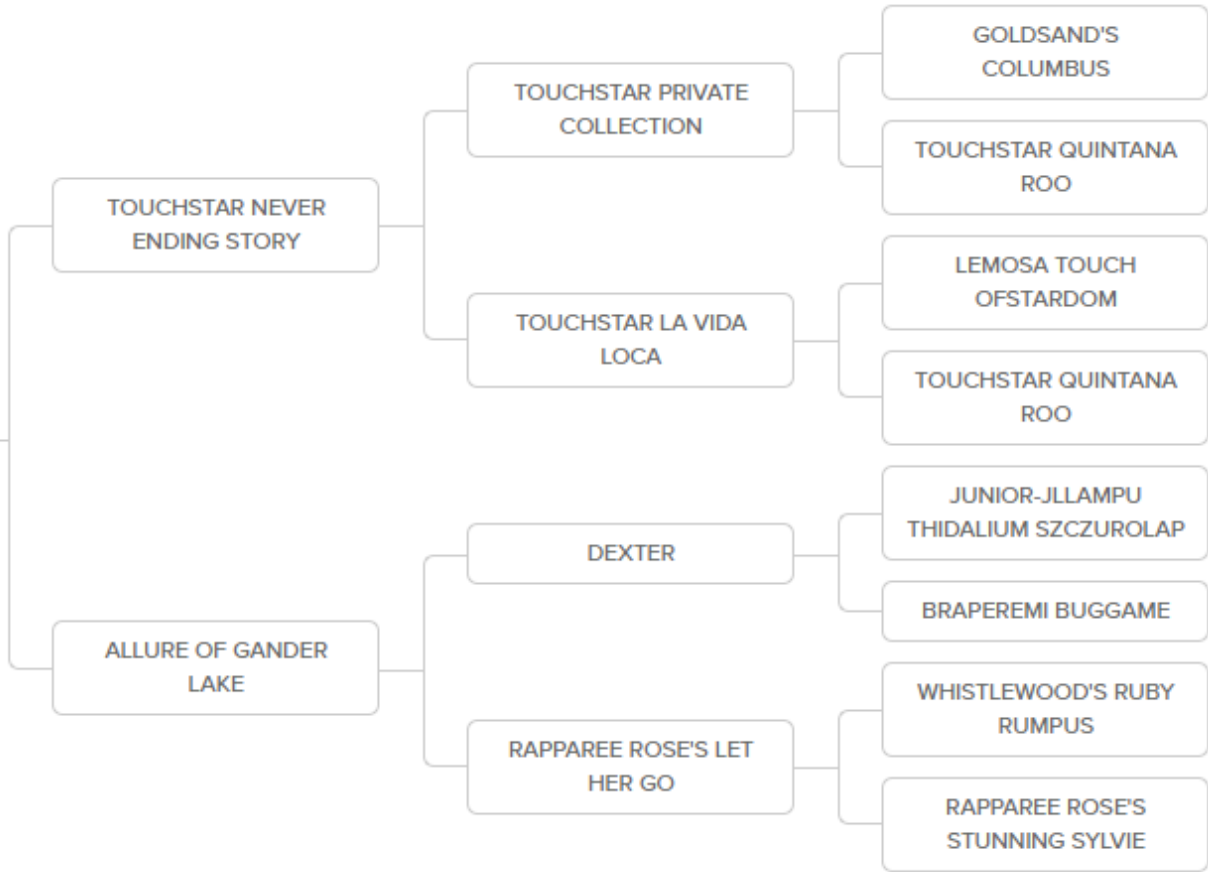 GOLDSAND'S
COLUMBUS
TOUCHSTAR PRIVATE
COLLECTION
TOUCHSTAR QUINTANA
ROO
TOUCHSTAR NEVER
ENDING STORY
LEMOSA TOUCH
OFSTARDOM
TOUCHSTAR LA VIDA
LOCA
TOUCHSTAR QUINTANA
ROO
JUNIOR-JLLAMPU
THIDALIUM SZCZUROLAP
DEXTER
BRAPEREMI BUGGAME
ALLURE OF GANDER
LAKE
WHISTLEWOOD'S RUBY
RUMPUS
RAPPAREE ROSE'S LET
HER GO
RAPPAREE ROSE'S
STUNNING SYLVIE